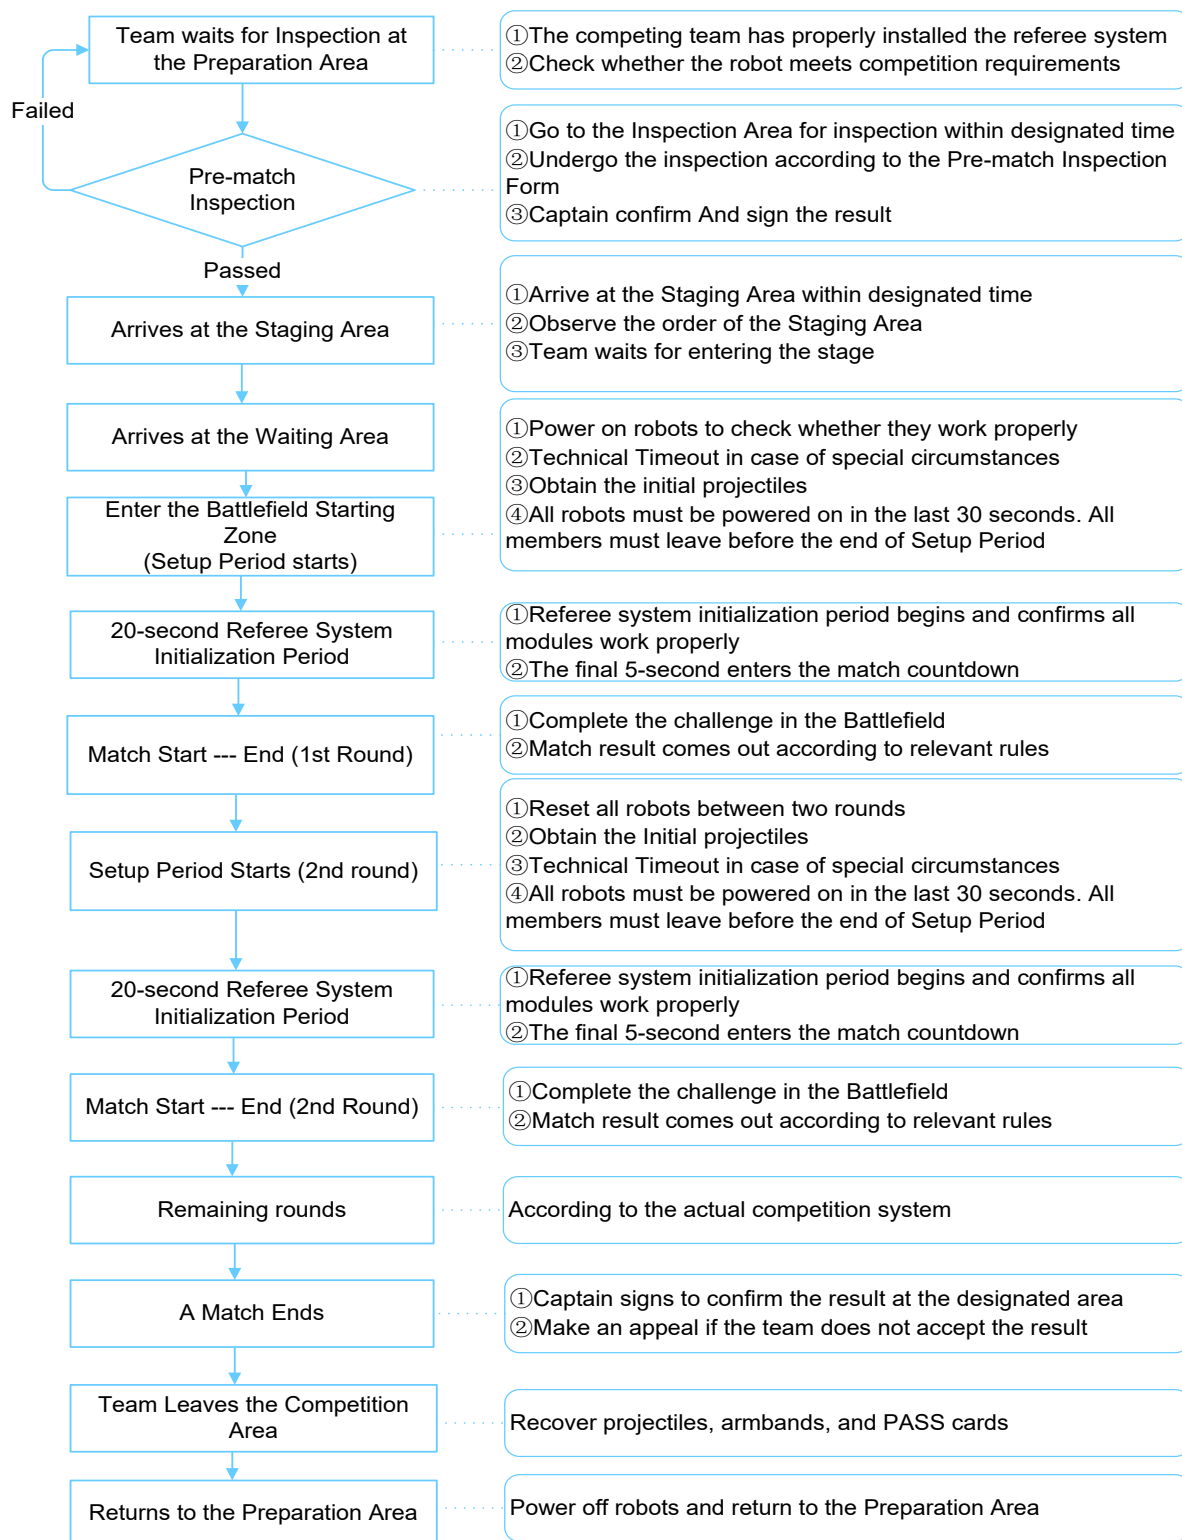 Team waits for Inspection at
the Preparation Area
①The competing team has properly installed the referee system
②Check whether the robot meets competition requirements
Failed
Pre-match
Inspection
①Go to the Inspection Area for inspection within designated time
②Undergo the inspection according to the Pre-match Inspection
Form
③Captain confirm And sign the result
Passed
Arrives at the Staging Area
①Arrive at the Staging Area within designated time
②Observe the order of the Staging Area
③Team waits for entering the stage
Arrives at the Waiting Area
Enter the Battlefield Starting
Zone
(Setup Period starts)
①Power on robots to check whether they work properly
②Technical Timeout in case of special circumstances
③Obtain the initial projectiles
④All robots must be powered on in the last 30 seconds. All
members must leave before the end of Setup Period
20-second Referee System
Initialization Period
①Referee system initialization period begins and confirms all
modules work properly
②The final 5-second enters the match countdown
Match Start --- End (1st Round)
①Complete the challenge in the Battlefield
②Match result comes out according to relevant rules
Setup Period Starts (2nd round)
①Reset all robots between two rounds
②Obtain the Initial projectiles
③Technical Timeout in case of special circumstances
④All robots must be powered on in the last 30 seconds. All
members must leave before the end of Setup Period
20-second Referee System
Initialization Period
①Referee system initialization period begins and confirms all
modules work properly
②The final 5-second enters the match countdown
Match Start --- End (2nd Round)
①Complete the challenge in the Battlefield
②Match result comes out according to relevant rules
Remaining rounds
According to the actual competition system
A Match Ends
①Captain signs to confirm the result at the designated area
②Make an appeal if the team does not accept the result
Team Leaves the Competition
Area
Recover projectiles, armbands, and PASS cards
Returns to the Preparation Area
Power off robots and return to the Preparation Area